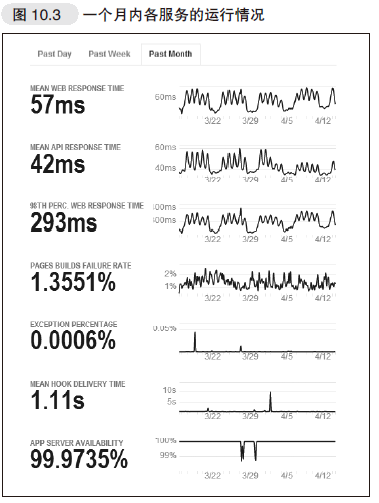 图 10.3 一个月内各服务的运行情况
Past Day Past Week Past Month
MEAN WEB RESPONSE TIME
57ms
60ms
3/22 3/29 4/5 4/12
MEAN API RESPONSE TIME
42ms
60ms
40ms
3/22 3/29 4/5 4/12
98TH PERC. WEB RESPONSE TIME
293ms
3/22 3/29 4/5 4/12
PAGES BUILDS FAILURE RATE
1.3551%
2%
1%
3/22 3/29 4/5 4/12
EXCEPTION PERCENTAGE
0.0006%
0.05%
3/22 3/29 4/5 4/12
MEAN HOOK DELIVERY TIME
1.11s
10s
5s
3/22 3/29 4/5 4/12
APP SERVER AVAILABILITY
99.9735%
100%
99%
3/22 3/29 4/5 4/12